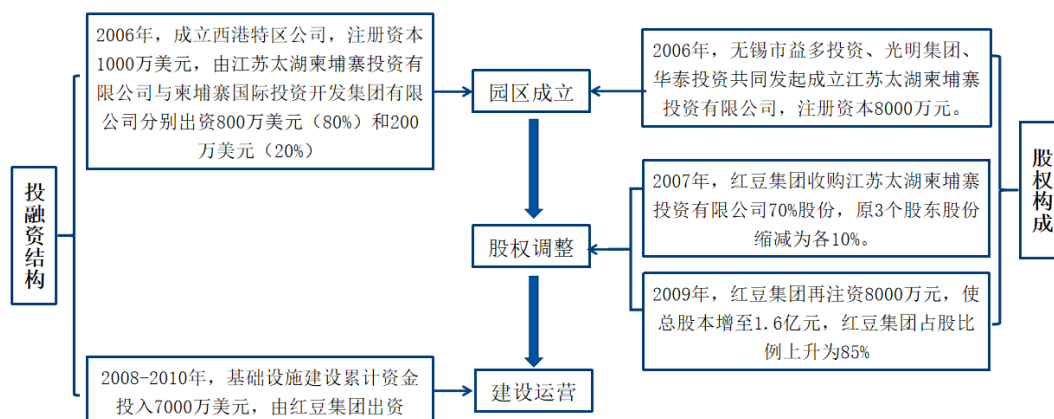 投融资结构
2006年，成立西港特区公司，注册资本
1000万美元，由江苏太湖柬埔寨投资有
限公司与柬埔寨国际投资开发集团有限
公司分别出资800万美元（80%）和200
万美元（20%）
2008-2010年，基础设施建设累计资金
投入7000万美元，由红豆集团出资
园区成立
股权调整
建设运营
2006年，无锡市益多投资、光明集团、
华泰投资共同发起成立江苏太湖柬埔寨
投资有限公司，注册资本8000万元。
2007年，红豆集团收购江苏太湖柬埔寨
投资有限公司70%股份，原3个股东股份
缩减为各10%。
2009年，红豆集团再注资8000万元，使
总股本增至1.6亿元，红豆集团占股比
例上升为85%
股权构成